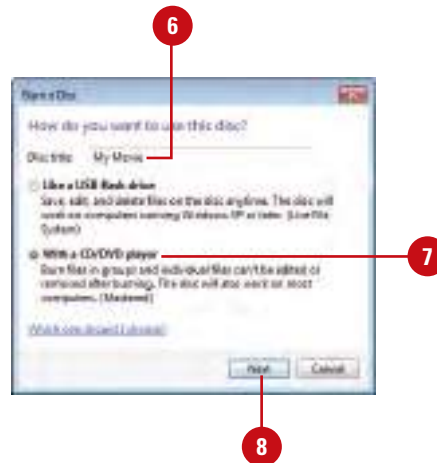 6
Burn a Disc
How do you want to use this disc?
Disc title: My Movie
Like a USB flash drive
Save, edit, and delete files on the disc anytime. The disc will
work on computers running Windows XP or later. (Live File
System)
7
With a CD/DVD player
Burn files in groups and individual files can't be edited or
removed after burning. The disc will also work on most
computers. (Mastered)
Which one should I choose?
Next Cancel
8